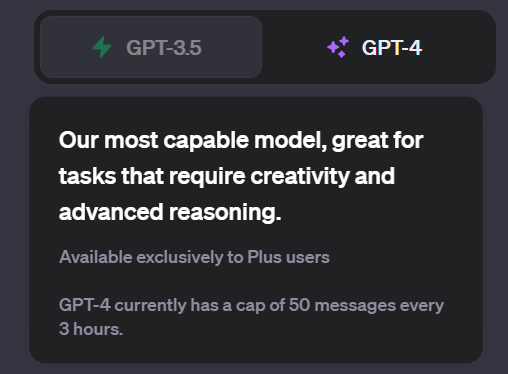 GPT-3.5
GPT-4
Our most capable model, great for
tasks that require creativity and
advanced reasoning.
Available exclusively to Plus users
GPT-4 currently has a cap of 50 messages every
3 hours.